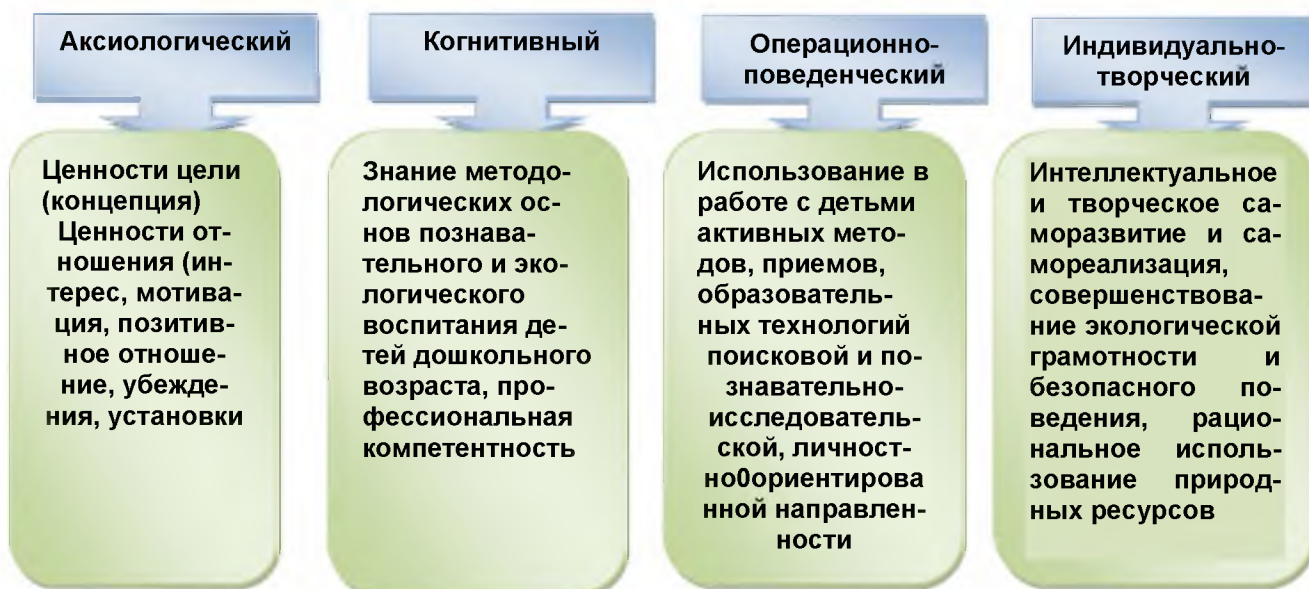 Аксиологический
Ценности цели
(концепция)
Ценности от-
ношения (ин-
терес, мотива-
ция, позитив-
ное отноше-
ние, убежде-
ния, установки
Когнитивный
Знание методо-
логических ос-
нов познава-
тельного и эко-
логического
воспитания де-
тей дошкольного
возраста, про-
фессиональная
компетентность
Операционно-
поведенческий
Использование в
работе с детьми
активных мето-
дов, приемов,
образователь-
ных технологий
поисковой и по-
знавательно-
исследователь-
ской, личност-
но0ориентирова
нной направлен-
ности
Индивидуально-
творческий
Интеллектуальное
и творческое са-
моразвитие и са-
мореализация,
совершенствова-
ние экологической
грамотности и
безопасного по-
ведения, рацио-
нальное исполь-
зование природ-
ных ресурсов